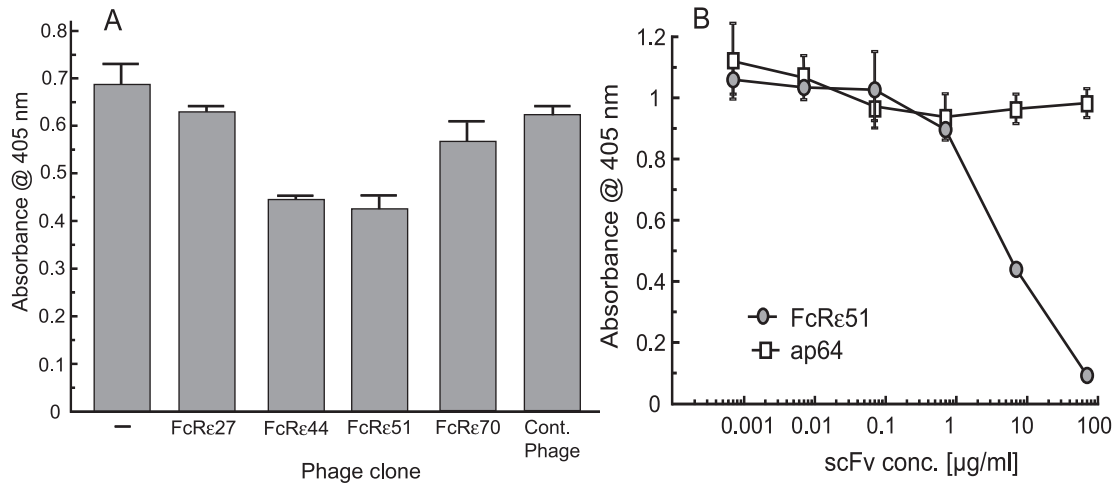 A
Absorbance @ 405 nm
0.8
0.7
0.6
0.5
0.4
0.3
0.2
0.1
0
– FcRε27 FcRε44 FcRε51 FcRε70 Cont.
Phage
Phage clone
B
Absorbance @ 405 nm
1.2
1
0.8
0.6
0.4
0.2
0
FcRε51
ap64
0.001 0.01 0.1 1 10 100
scFv conc. [µg/ml]